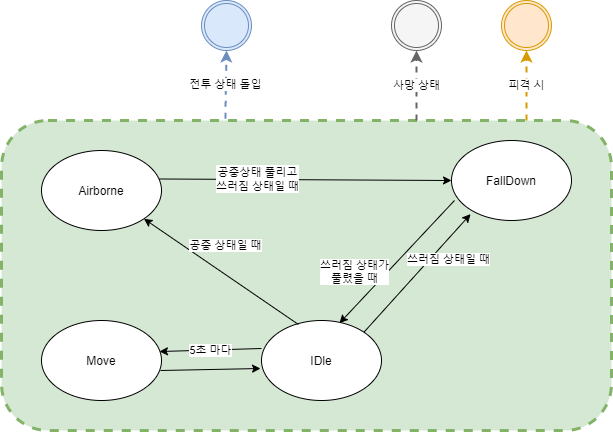 전투 상태 돌입
사망 상태
피격 시
공중상태 풀리고
쓰러짐 상태일 때
Airborne
FallDown
공중 상태일 때
쓰러짐 상태가
풀렸을 때
쓰러짐 상태일 때
5초 마다
Move
IDle